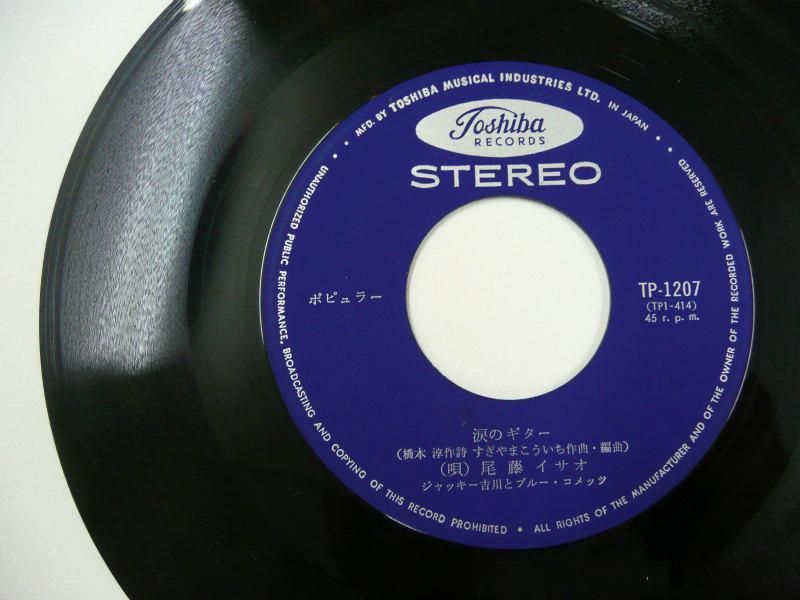 MFD. BY TOSHIBA MUSICAL INDUSTRIES LTD. IN JAPAN
Toshiba
RECORDS
STEREO
ポピュラー
TP-1207
(TP1-414)
45 r.p.m.
涙のギター
(橋本 淳作詩 すぎやまこういち作曲・編曲)
(唄) 尾藤 イサオ
ジャッキー吉川とブルー・コメッツ
UNAUTHORIZED PUBLIC PERFORMANCE, BROADCASTING AND COPYING OF THIS RECORD PROHIBITED • ALL RIGHTS OF THE MANUFACTURER AND OF THE OWNER OF THE RECORDED WORK ARE RESERVED